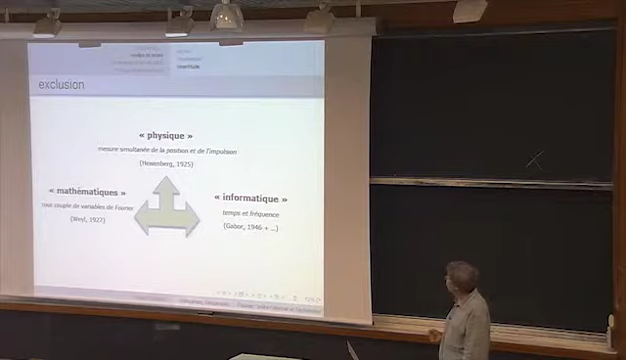 exclusion
« physique »
mesure simultanée de la position et de l'impulsion
(Heisenberg, 1925)
« mathématiques »
tout couple de variables de Fourier
(Weyl, 1927)
« informatique »
temps et fréquence
(Gabor, 1946 + ...)